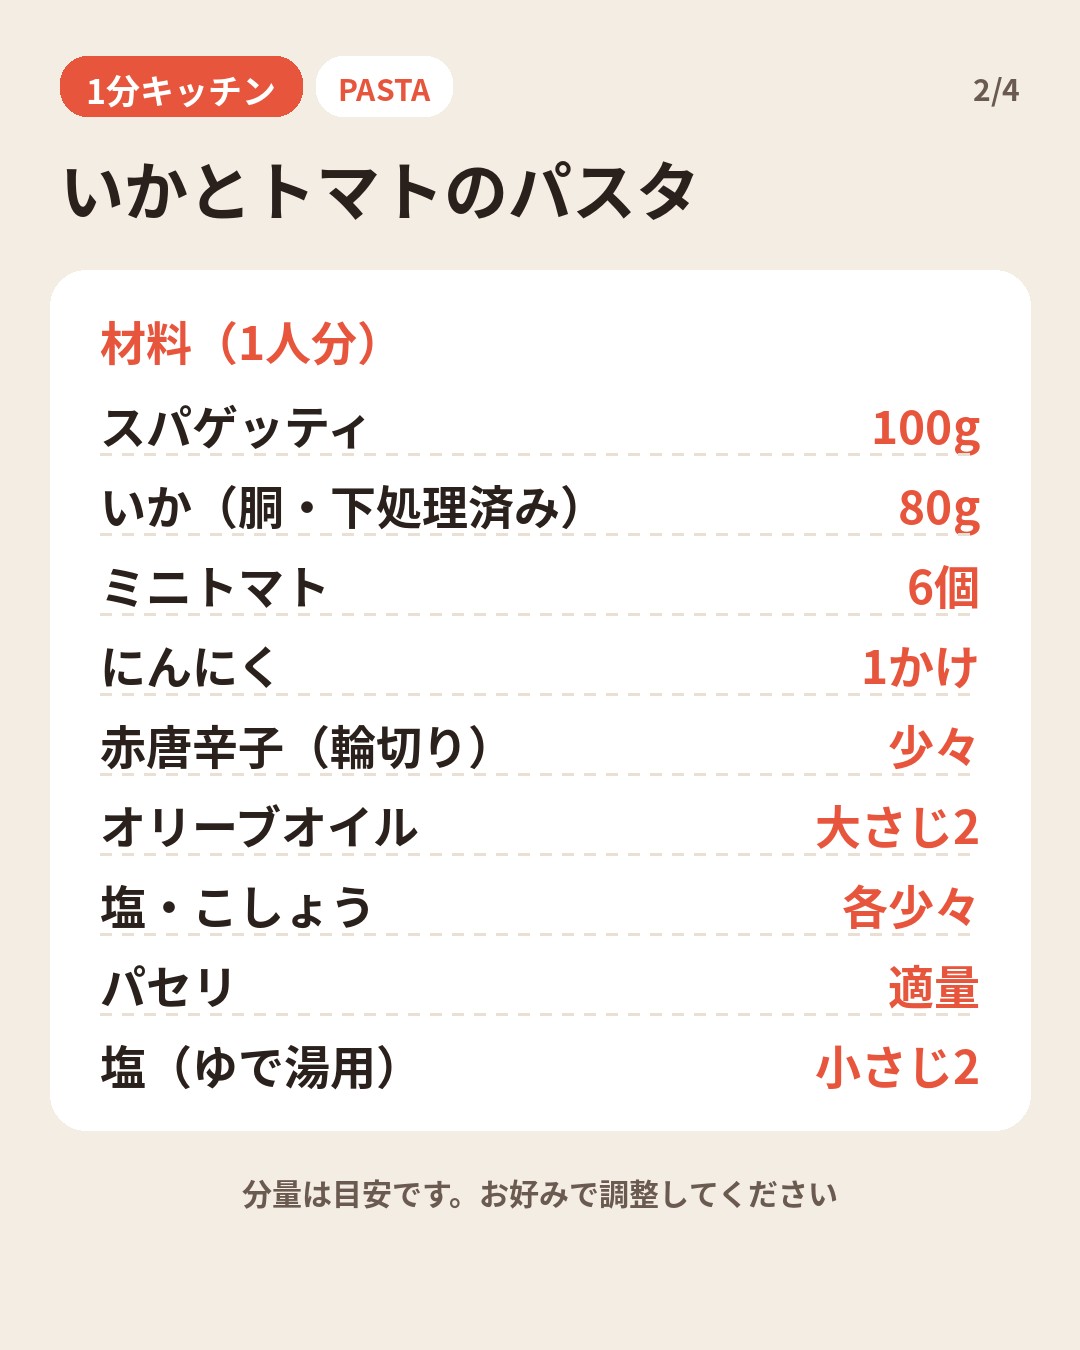 1分キッチン PASTA 2/4
いかとトマトのパスタ
材料（1人分）
スパゲッティ 100g
いか（胴・下処理済み） 80g
ミニトマト 6個
にんにく 1かけ
赤唐辛子（輪切り） 少々
オリーブオイル 大さじ2
塩・こしょう 各少々
パセリ 適量
塩（ゆで湯用） 小さじ2
分量は目安です。お好みで調整してください